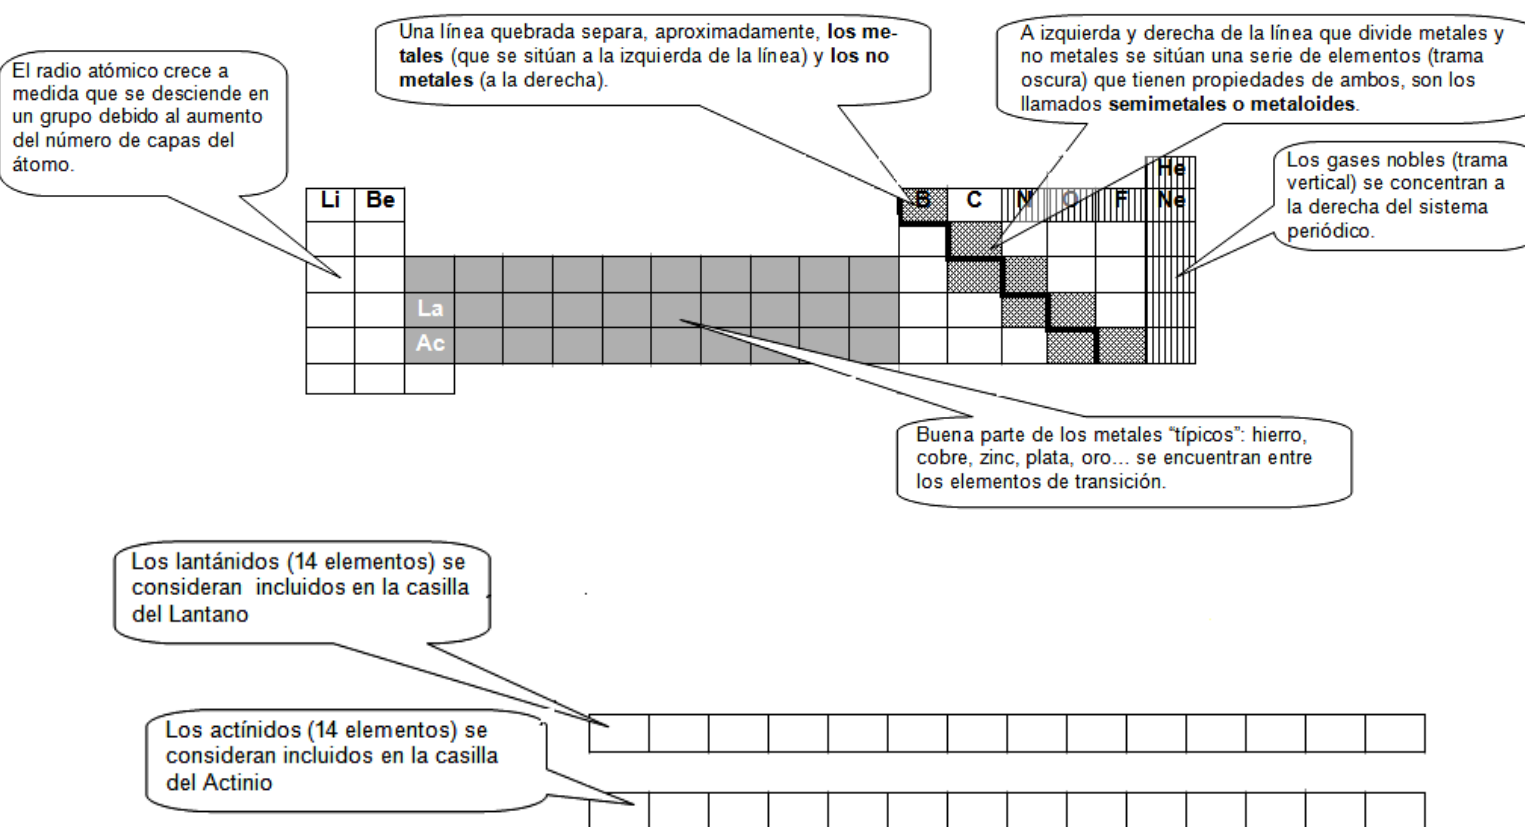 Una línea quebrada separa, aproximadamente, los me-
tales (que se sitúan a la izquierda de la línea) y los no
metales (a la derecha).
A izquierda y derecha de la línea que divide metales y
no metales se sitúan una serie de elementos (trama
oscura) que tienen propiedades de ambos, son los
llamados semimetales o metaloides.
El radio atómico crece a
medida que se desciende en
un grupo debido al aumento
del número de capas del
átomo.
Los gases nobles (trama
vertical) se concentran a
la derecha del sistema
periódico.
He
Li Be B C N O F Ne
La
Ac
Buena parte de los metales “típicos”: hierro,
cobre, zinc, plata, oro... se encuentran entre
los elementos de transición.
Los lantánidos (14 elementos) se
consideran incluidos en la casilla
del Lantano
Los actínidos (14 elementos) se
consideran incluidos en la casilla
del Actinio